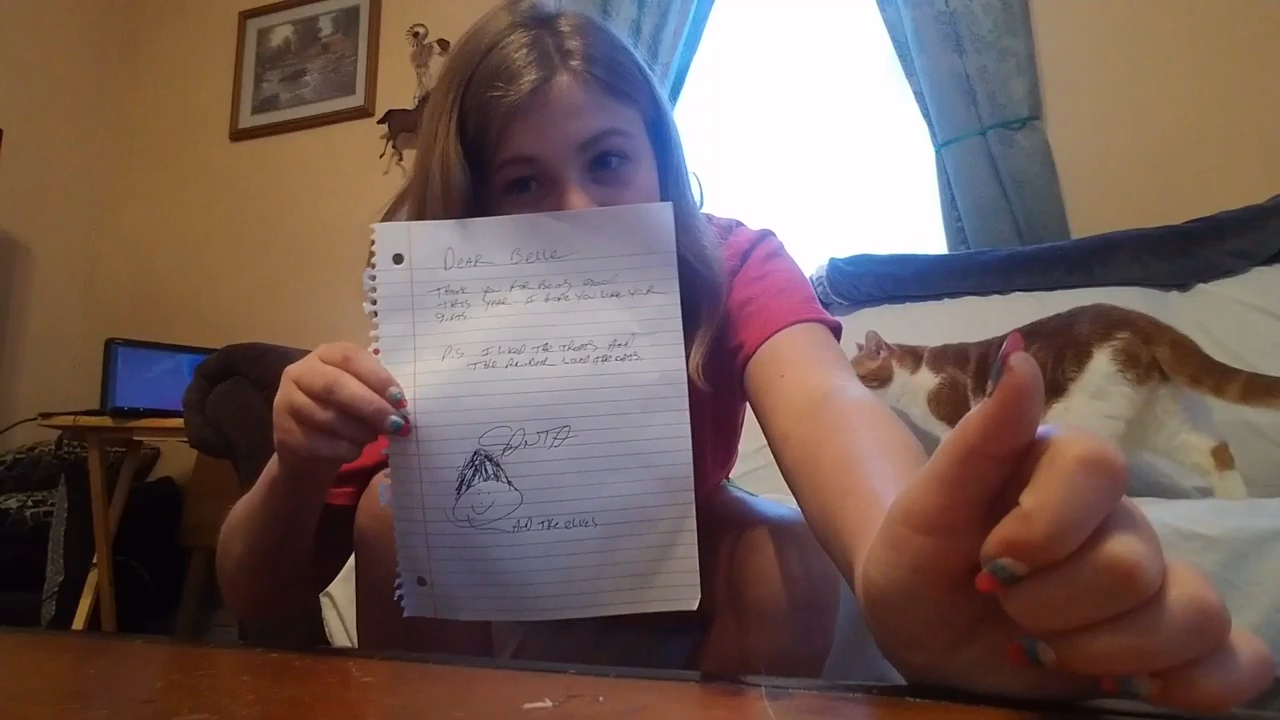 Dear Belle
Thank you for being good
this year I hope you like your
gifts
P.S I liked the treats and
the reindeer loved the oats.
SANTA
and the elves